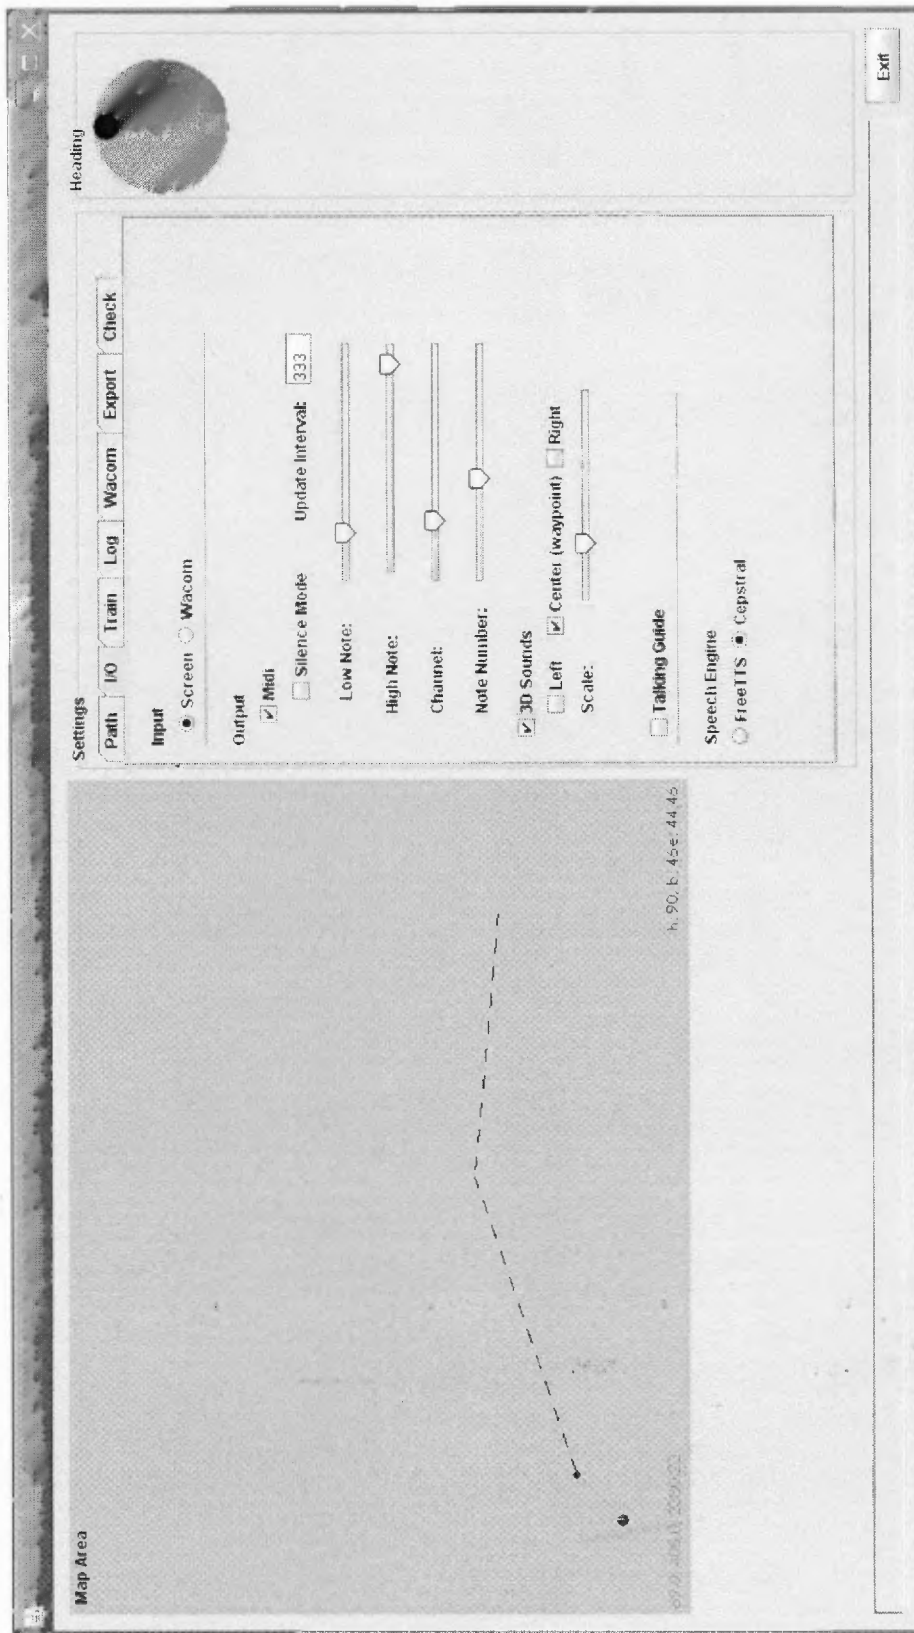 Map Area
h: 90, b: 46e: 44,46
Settings
Path I/O Train Log Wacom Export Check
Input
Screen Wacom
Output
Midi
Silence Mode Update Interval: 333
Low Note:
High Note:
Channel:
Note Number:
3D Sounds
Left Center (waypoint) Right
Scale:
Talking Guide
Speech Engine
FreeTTS Cepstral
Heading
Exit